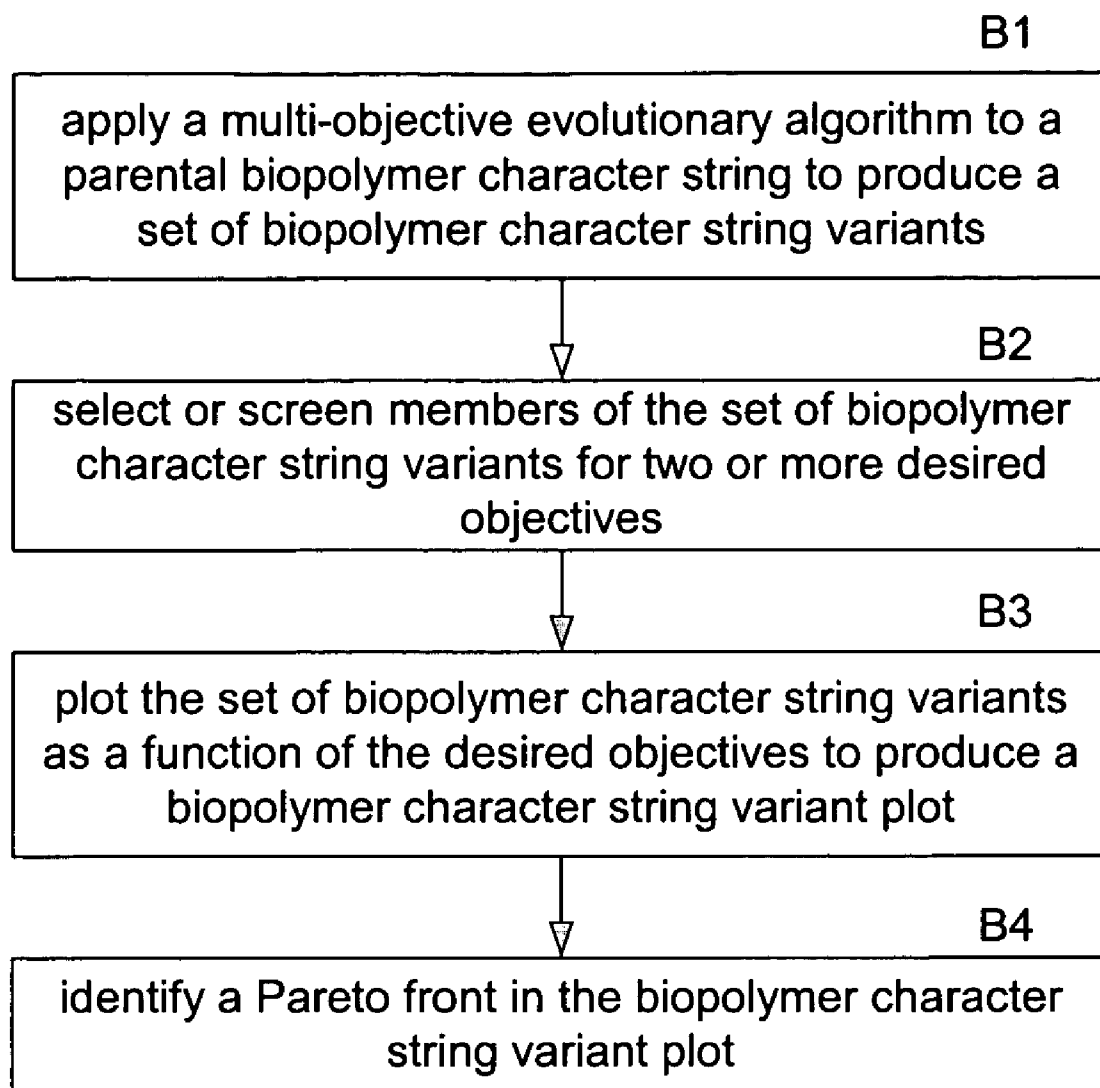 B1
apply a multi-objective evolutionary algorithm to a
parental biopolymer character string to produce a
set of biopolymer character string variants
B2
select or screen members of the set of biopolymer
character string variants for two or more desired
objectives
B3
plot the set of biopolymer character string variants
as a function of the desired objectives to produce a
biopolymer character string variant plot
B4
identify a Pareto front in the biopolymer character
string variant plot